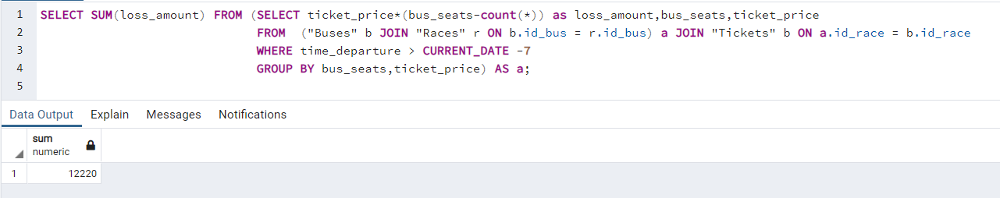 1 SELECT SUM(loss_amount) FROM (SELECT ticket_price*(bus_seats-count(*)) as loss_amount,bus_seats,ticket_price
2 FROM ("Buses" b JOIN "Races" r ON b.id_bus = r.id_bus) a JOIN "Tickets" b ON a.id_race = b.id_race
3 WHERE time_departure > CURRENT_DATE -7
4 GROUP BY bus_seats,ticket_price) AS a;
5
Data Output Explain Messages Notifications
sum
numeric
1 12220